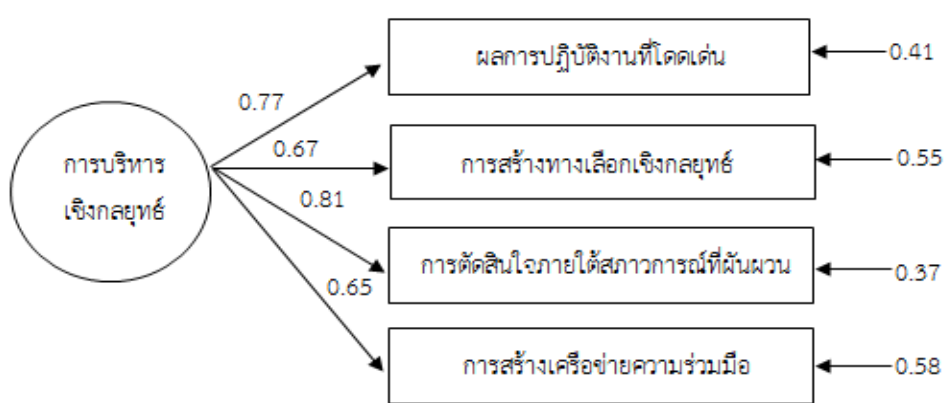 ผลการปฏิบัติงานที่โดดเด่น
0.41
0.77
การสร้างทางเลือกเชิงกลยุทธ์
0.55
0.67
การบริหาร
เชิงกลยุทธ์
0.81
การตัดสินใจภายใต้สภาวการณ์ที่ผันผวน
0.37
0.65
การสร้างเครือข่ายความร่วมมือ
0.58